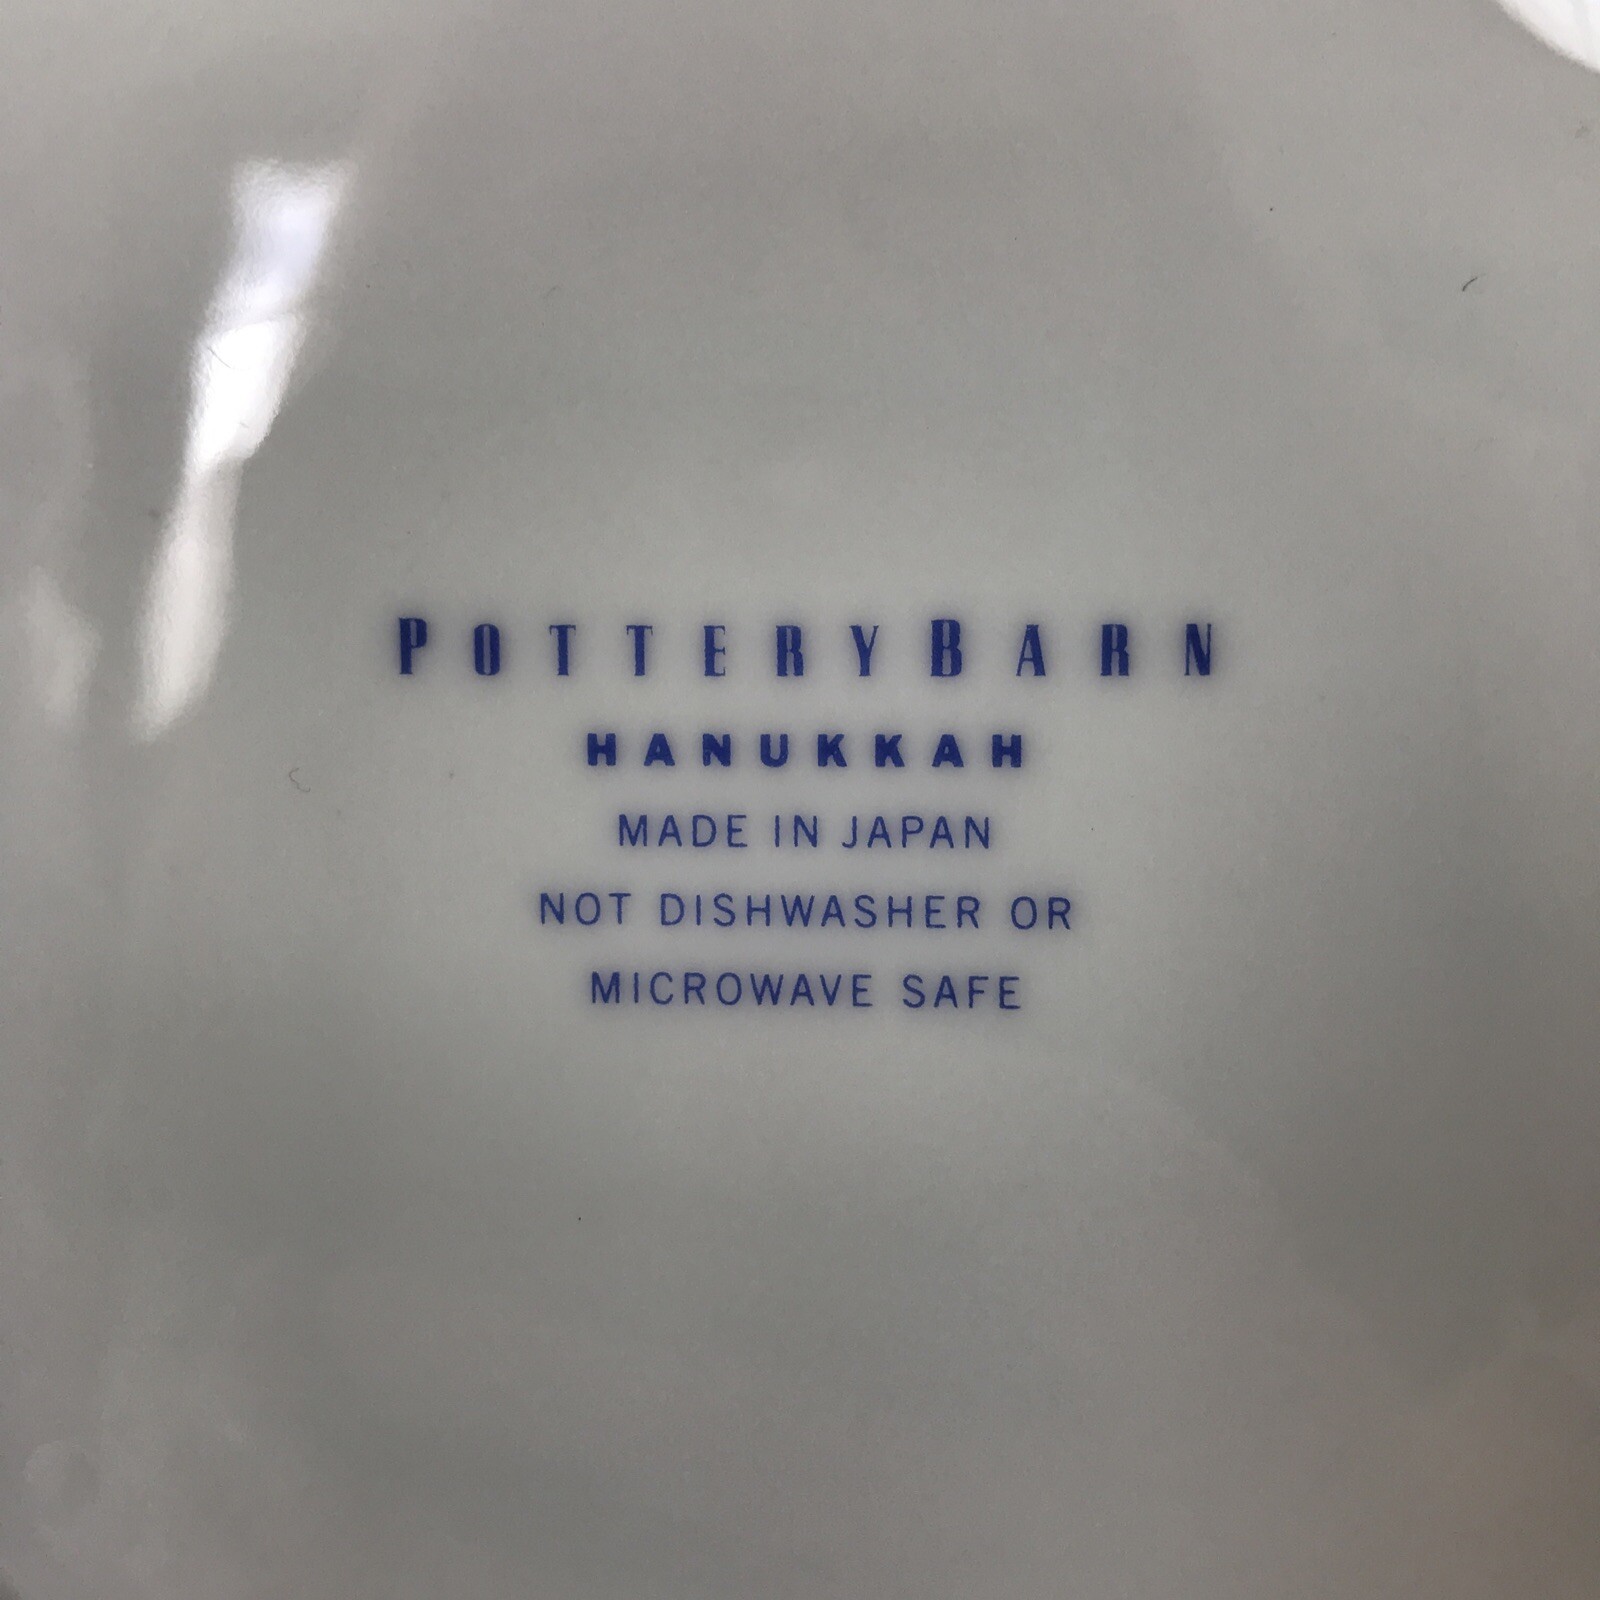 POTTERYBARN
HANUKKAH
MADE IN JAPAN
NOT DISHWASHER OR
MICROWAVE SAFE